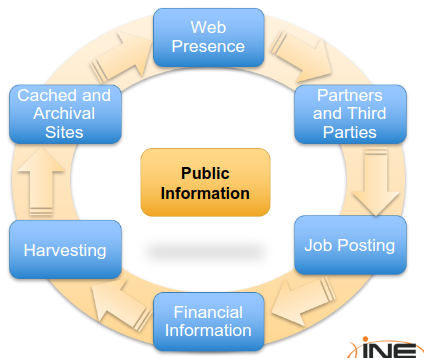 Web
Presence
Cached and
Archival
Sites
Partners
and Third
Parties
Public
Information
Harvesting
Job Posting
Financial
Information
iNE